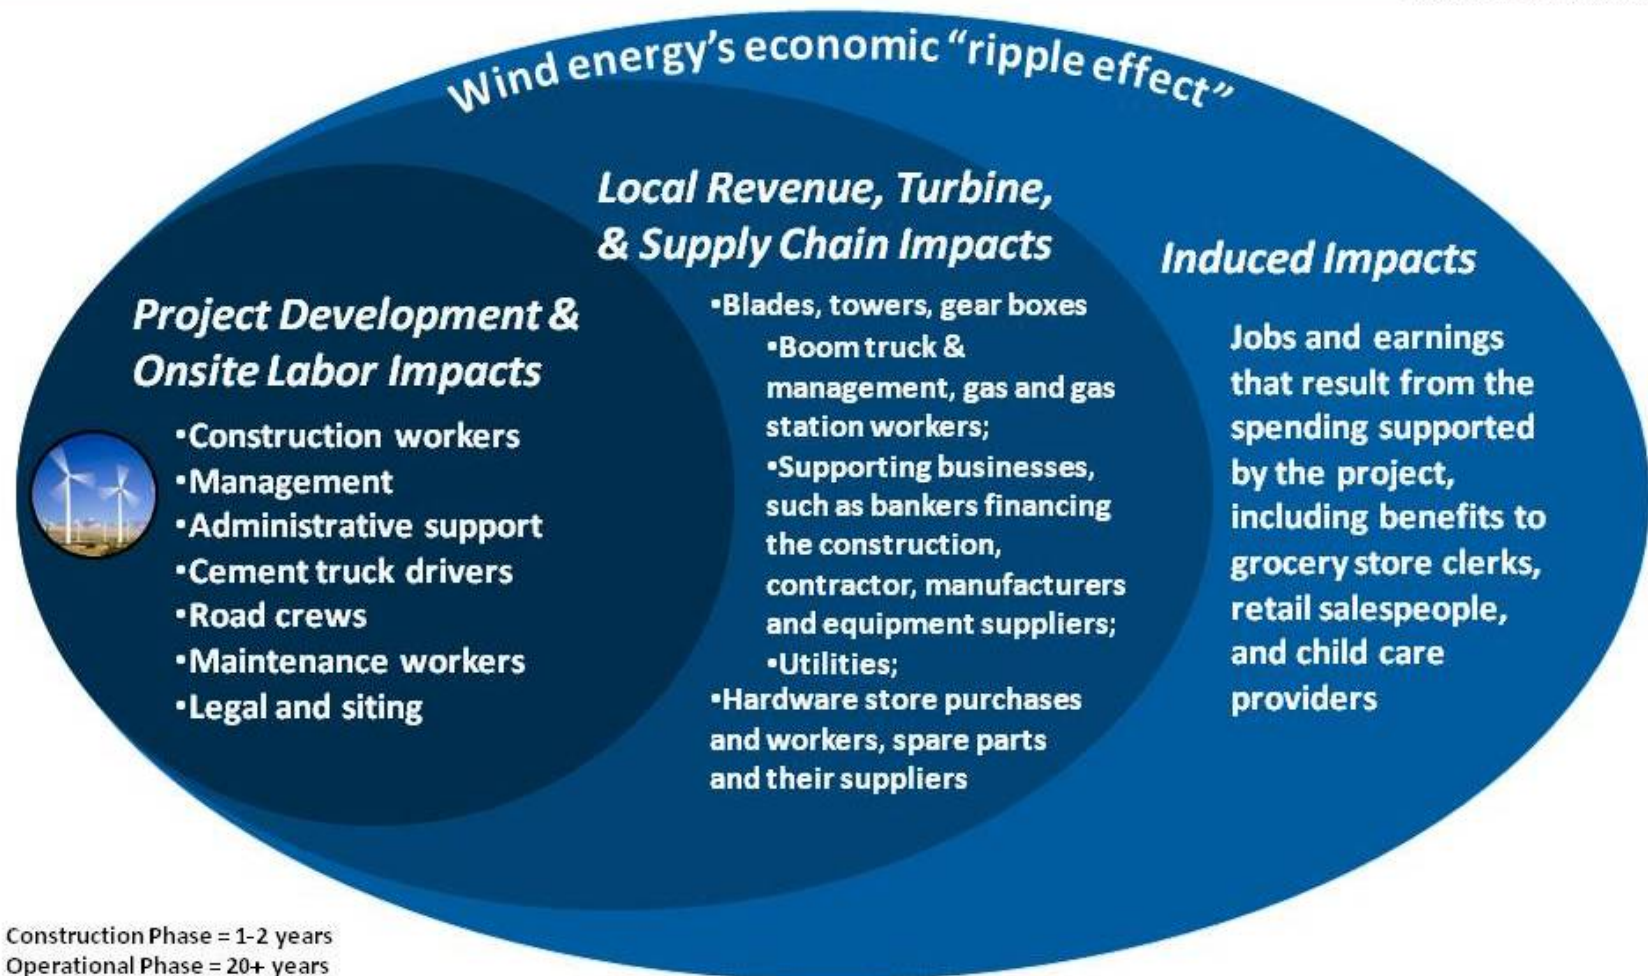 Wind energy's economic “ripple effect”
Project Development &
Onsite Labor Impacts
•Construction workers
•Management
•Administrative support
•Cement truck drivers
•Road crews
•Maintenance workers
•Legal and siting
Local Revenue, Turbine,
& Supply Chain Impacts
•Blades, towers, gear boxes
•Boom truck &
management, gas and gas
station workers;
•Supporting businesses,
such as bankers financing
the construction,
contractor, manufacturers
and equipment suppliers;
•Utilities;
•Hardware store purchases
and workers, spare parts
and their suppliers
Induced Impacts
Jobs and earnings
that result from the
spending supported
by the project,
including benefits to
grocery store clerks,
retail salespeople,
and child care
providers
Construction Phase = 1-2 years
Operational Phase = 20+ years